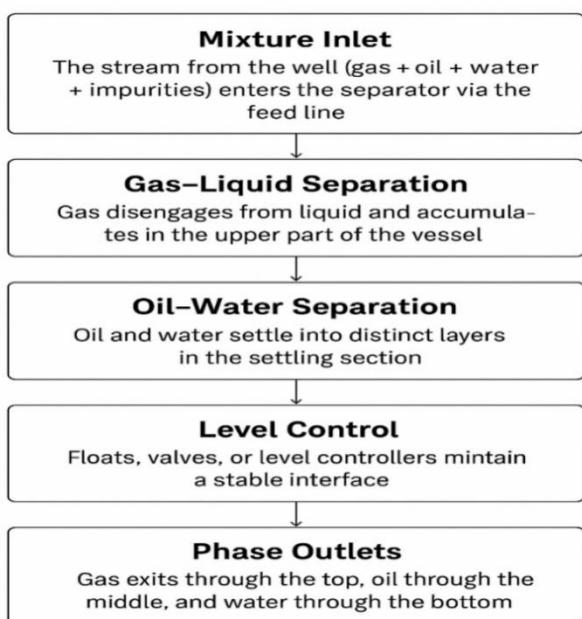 Mixture Inlet
The stream from the well (gas + oil + water
+ impurities) enters the separator via the
feed line
Gas–Liquid Separation
Gas disengages from liquid and accumula-
tes in the upper part of the vessel
Oil–Water Separation
Oil and water settle into distinct layers
in the settling section
Level Control
Floats, valves, or level controllers mintain
a stable interface
Phase Outlets
Gas exits through the top, oil through the
middle, and water through the bottom